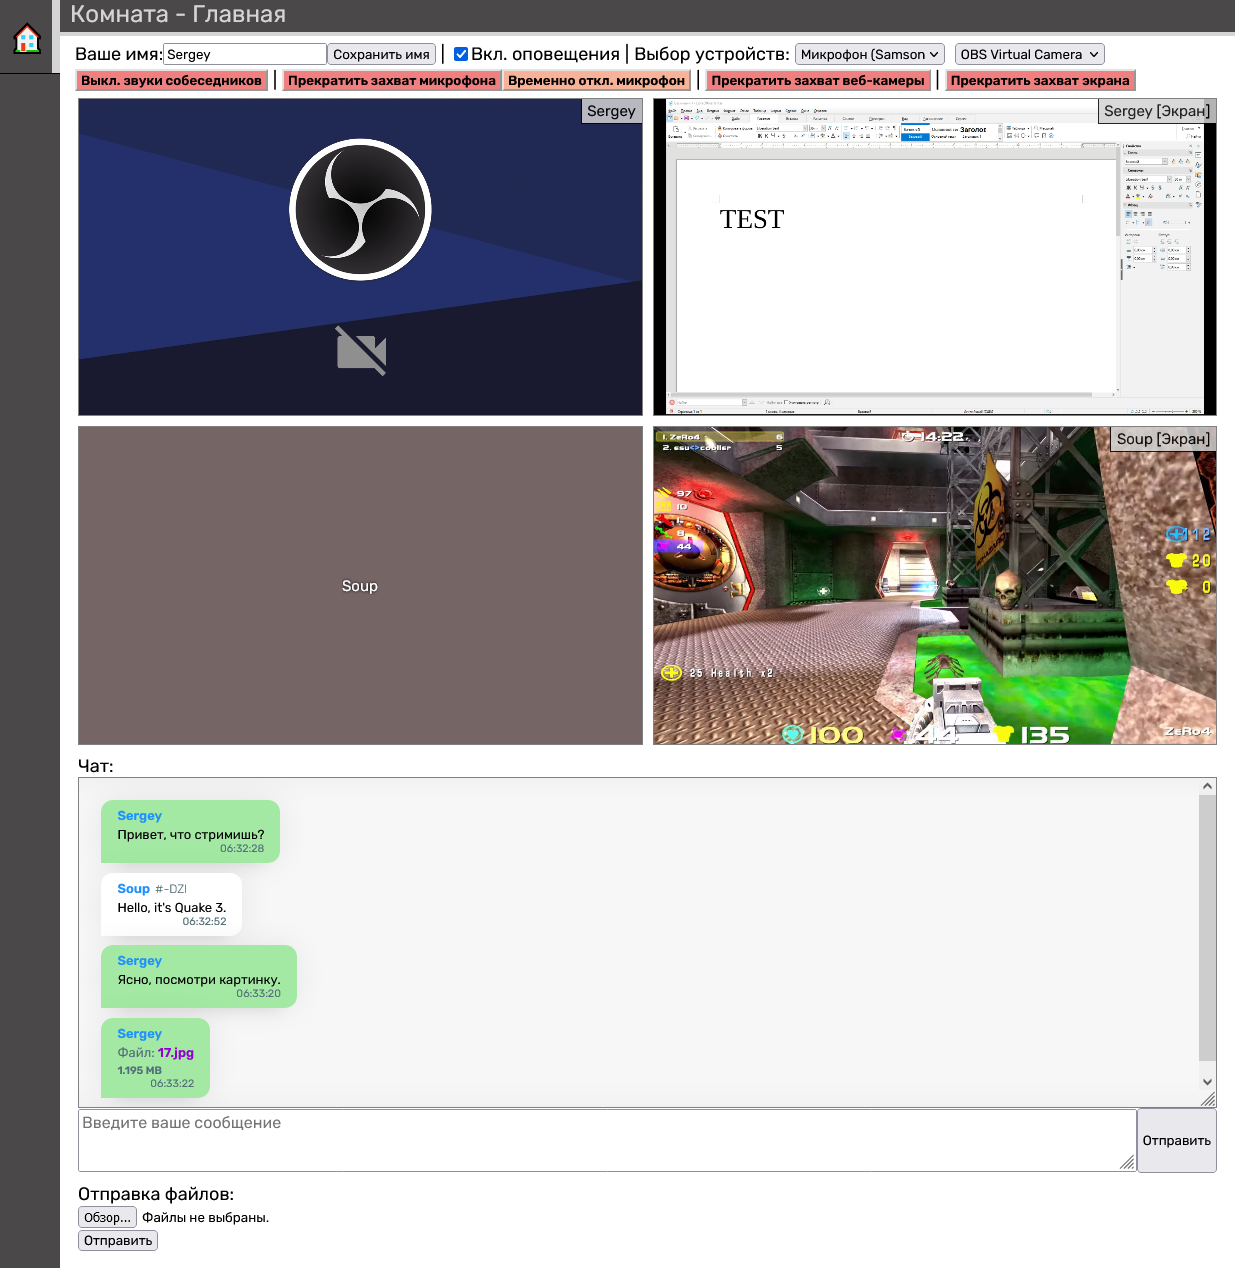 Комната - Главная
Ваше имя: Sergey Сохранить имя | Вкл. оповещения | Выбор устройств: Микрофон (Samson OBS Virtual Camera
Выкл. звуки собеседников | Прекратить захват микрофона Временно откл. микрофон | Прекратить захват веб-камеры | Прекратить захват экрана
Sergey
Sergey [Экран]
Заголов
TEST
Soup
Soup [Экран]
1. ZeRo4 6
2. 5
14:22
97
10
8
44
12
20
0
25 Health x2
100 44 135
ZeRo4
Чат:
Sergey
Привет, что стримишь?
06:32:28
Soup #-DZI
Hello, it's Quake 3.
06:32:52
Sergey
Ясно, посмотри картинку.
06:33:20
Sergey
Файл: 17.jpg
1.195 MB
06:33:22
Введите ваше сообщение
Отправить
Отправка файлов:
Обзор... Файлы не выбраны.
Отправить